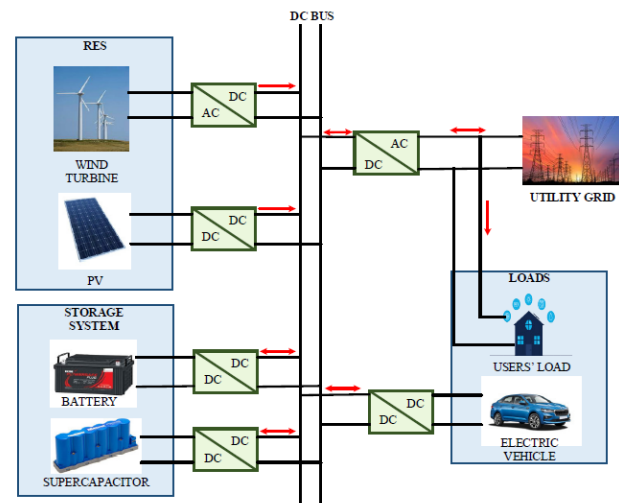 DC BUS
RES
DC
AC
WIND
TURBINE
AC
DC
UTILITY GRID
DC
DC
PV
STORAGE
SYSTEM
LOADS
DC
DC
BATTERY
USERS' LOAD
DC
DC
DC
DC
SUPERCAPACITOR
ELECTRIC
VEHICLE